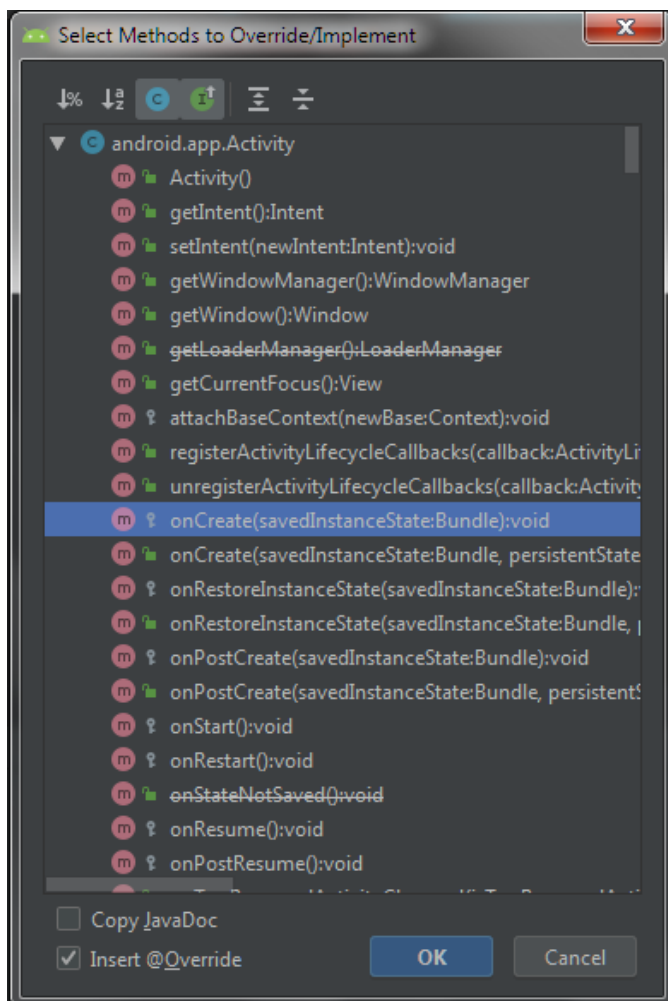 Select Methods to Override/Implement
android.app.Activity
Activity()
getIntent():Intent
setIntent(newIntent:Intent):void
getWindowManager():WindowManager
getWindow():Window
getLoaderManager():LoaderManager
getCurrentFocus():View
attachBaseContext(newBase:Context):void
registerActivityLifecycleCallbacks(callback:ActivityLi
unregisterActivityLifecycleCallbacks(callback:Activity
onCreate(savedInstanceState:Bundle):void
onCreate(savedInstanceState:Bundle, persistentState
onRestoreInstanceState(savedInstanceState:Bundle):
onRestoreInstanceState(savedInstanceState:Bundle,
onPostCreate(savedInstanceState:Bundle):void
onPostCreate(savedInstanceState:Bundle, persistentS
onStart():void
onRestart():void
onStateNotSaved():void
onResume():void
onPostResume():void
Copy JavaDoc
Insert @Override
OK
Cancel